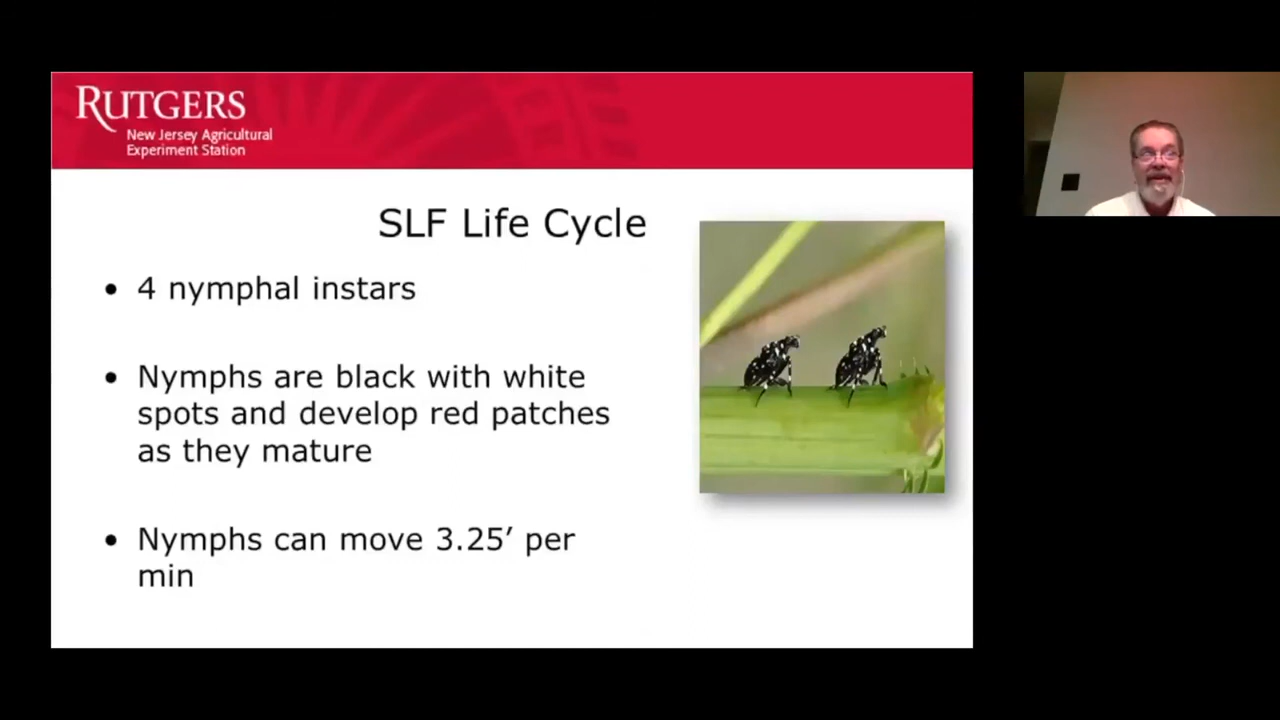 RUTGERS
New Jersey Agricultural
Experiment Station
SLF Life Cycle
• 4 nymphal instars
• Nymphs are black with white
spots and develop red patches
as they mature
• Nymphs can move 3.25’ per
min